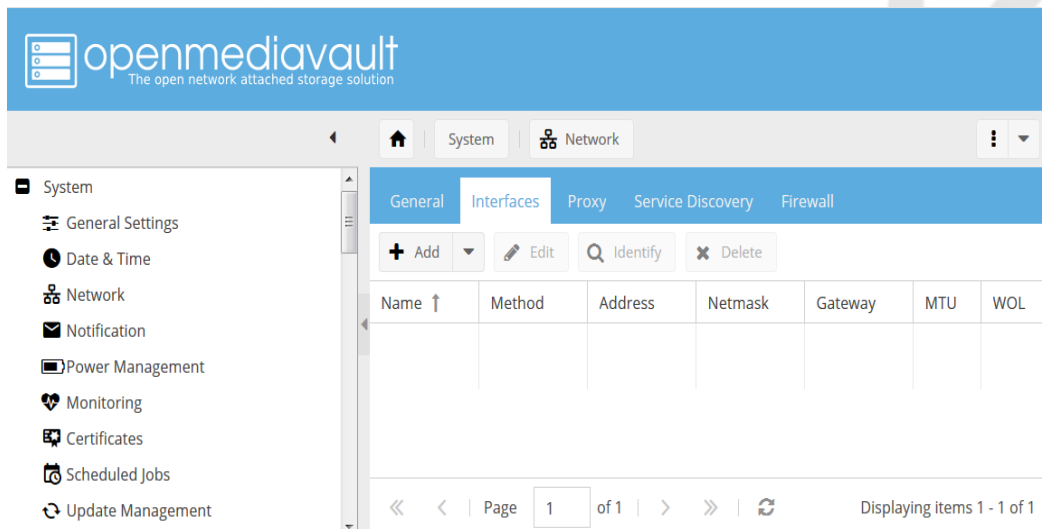 openmediavault
The open network attached storage solution
System
Network
System
General Settings
Date & Time
Network
Notification
Power Management
Monitoring
Certificates
Scheduled Jobs
Update Management
General Interfaces Proxy Service Discovery Firewall
Add Edit Identify Delete
Name Method Address Netmask Gateway MTU WOL
Page 1 of 1 Displaying items 1 - 1 of 1